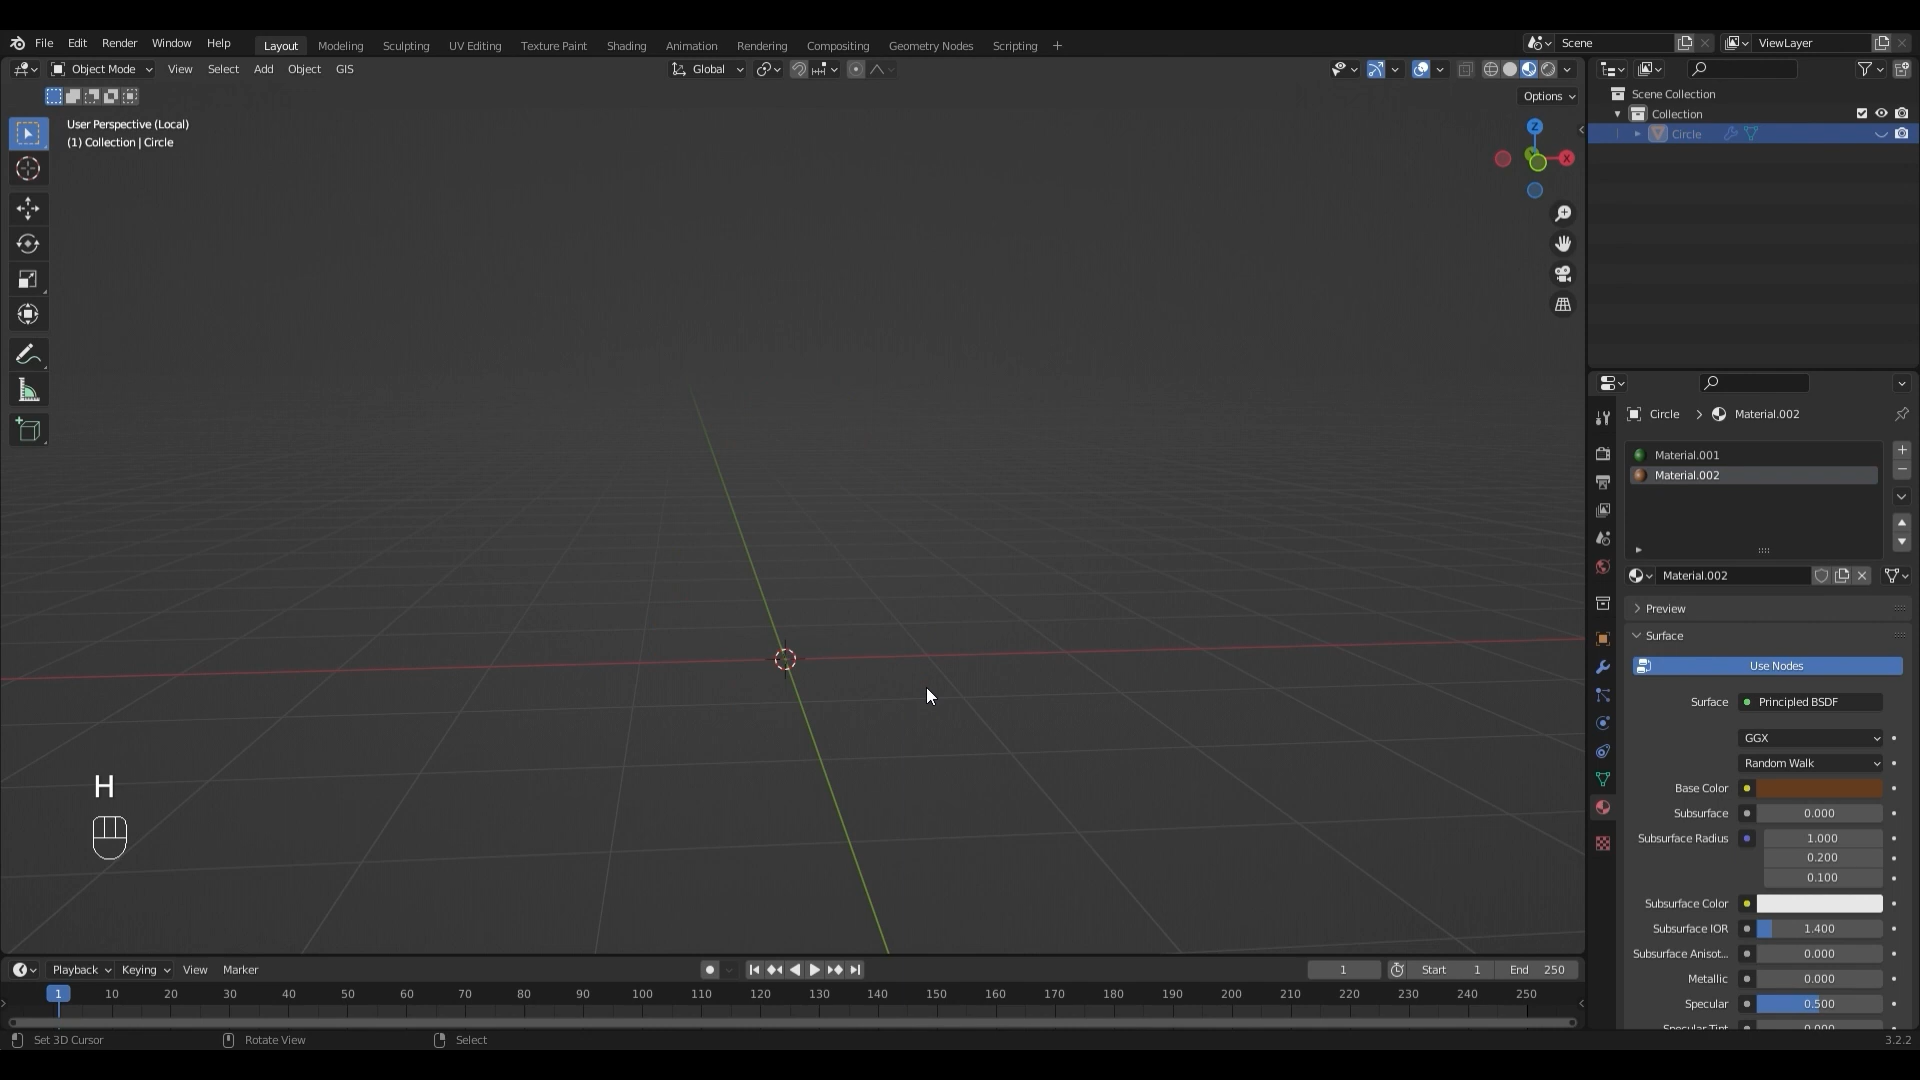 File Edit Render Window Help Layout Modeling Sculpting UV Editing Texture Paint Shading Animation Rendering Compositing Geometry Nodes Scripting + Scene ViewLayer
Object Mode View Select Add Object GIS Global
Options
User Perspective (Local)
(1) Collection | Circle
Z
X
Scene Collection
Collection
Circle
Circle > Material.002
Material.001
Material.002
Material.002
Preview
Surface
Use Nodes
Surface Principled BSDF
GGX
Random Walk
Base Color
Subsurface 0.000
Subsurface Radius 1.000
0.200
0.100
Subsurface Color
Subsurface IOR 1.400
Subsurface Anisot... 0.000
Metallic 0.000
Specular 0.500
Specular Tint 0.000
H
Playback Keying View Marker 1 Start 1 End 250
1 10 20 30 40 50 60 70 80 90 100 110 120 130 140 150 160 170 180 190 200 210 220 230 240 250
Set 3D Cursor Rotate View Select 3.2.2